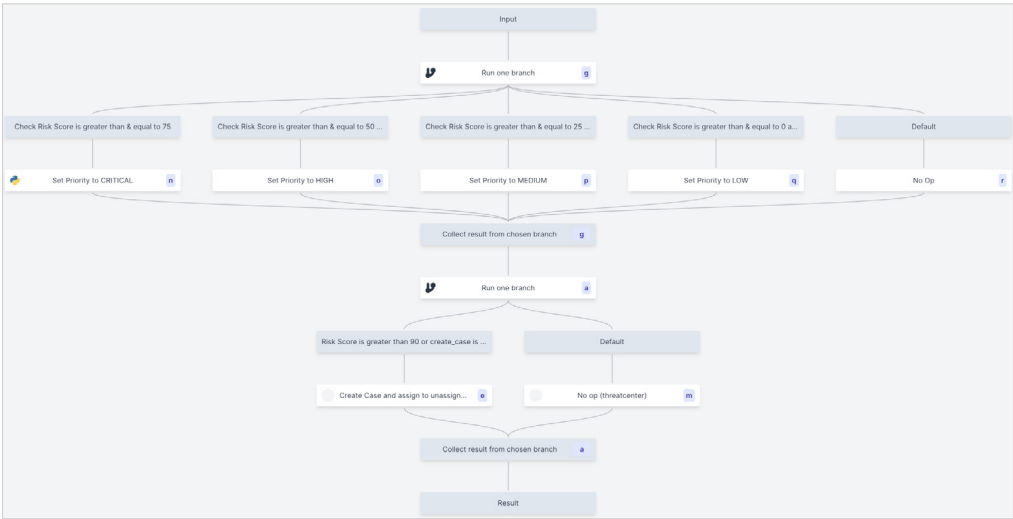 Input
Run one branch g
Check Risk Score is greater than & equal to 75
Check Risk Score is greater than & equal to 50 ...
Check Risk Score is greater than & equal to 25 ...
Check Risk Score is greater than & equal to 0 a...
Default
Set Priority to CRITICAL n
Set Priority to HIGH o
Set Priority to MEDIUM p
Set Priority to LOW q
No Op r
Collect result from chosen branch g
Run one branch a
Risk Score is greater than 90 or create_case is ...
Default
Create Case and assign to unassign... e
No op (threatcenter) m
Collect result from chosen branch a
Result